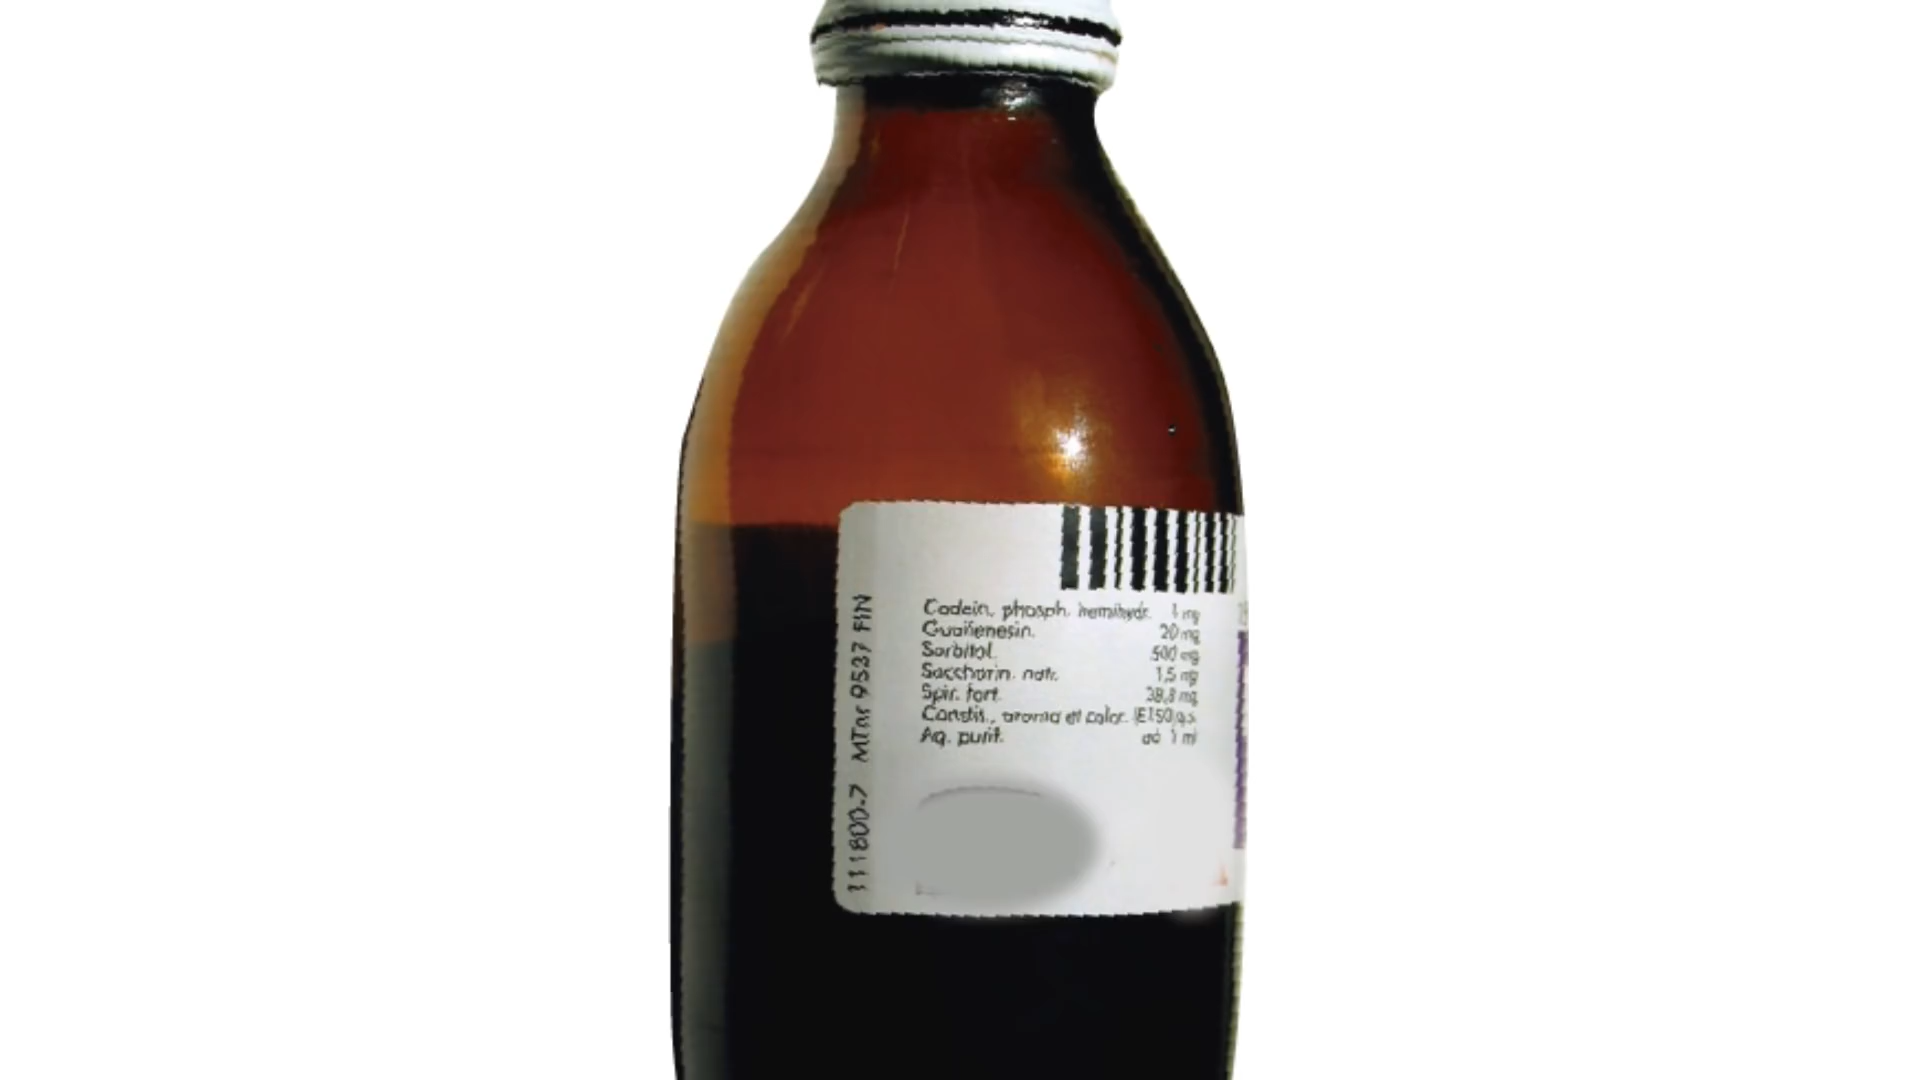 Codein. phosph. hemihydr. 1 mg
Guaifenesin. 20 mg
Sorbitol. 500 mg
Saccharin. natr. 1,5 mg
Spir. fort. 38,8 mg
Constit., aroma et color. (E150) q.s.
Aq. purif. ad 1 ml
111800-7 MTnr 9537 FIN